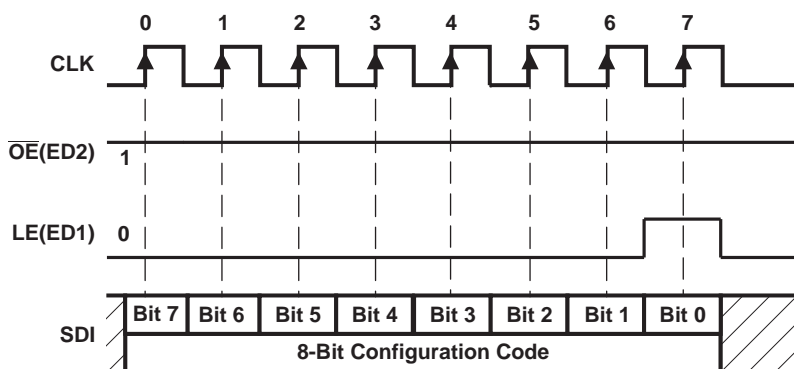 0 1 2 3 4 5 6 7
CLK
OE(ED2) 1
LE(ED1) 0
SDI
Bit 7 Bit 6 Bit 5 Bit 4 Bit 3 Bit 2 Bit 1 Bit 0
8-Bit Configuration Code